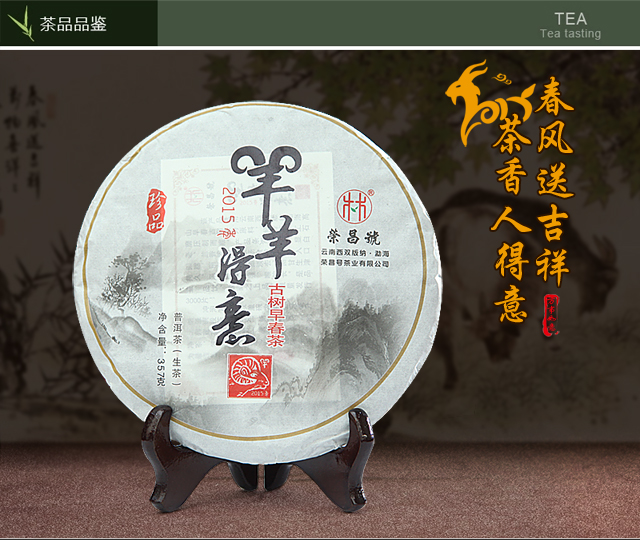 茶品品鉴
TEA
Tea tasting
春风送吉祥
茶香人得意
珍品
羊羊得意
2015
古树早春茶
林
®
荣昌號
云南西双版纳·勐海
荣昌号茶业有限公司
普洱茶(生茶)
净含量:357克
2015